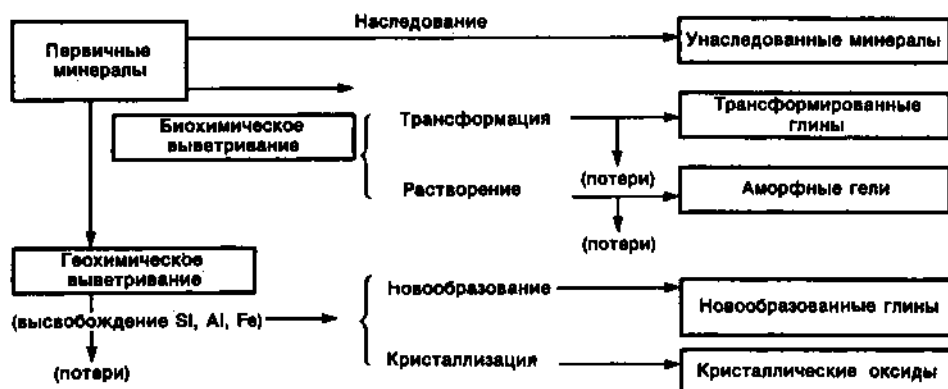 Наследование
Первичные
минералы
Унаследованные минералы
Биохимическое
выветривание
Трансформация
Трансформированные
глины
(потери)
Растворение
Аморфные гели
(потери)
Геохимическое
выветривание
(высвобождение Si, Al, Fe)
(потери)
Новообразование
Новообразованные глины
Кристаллизация
Кристаллические оксиды